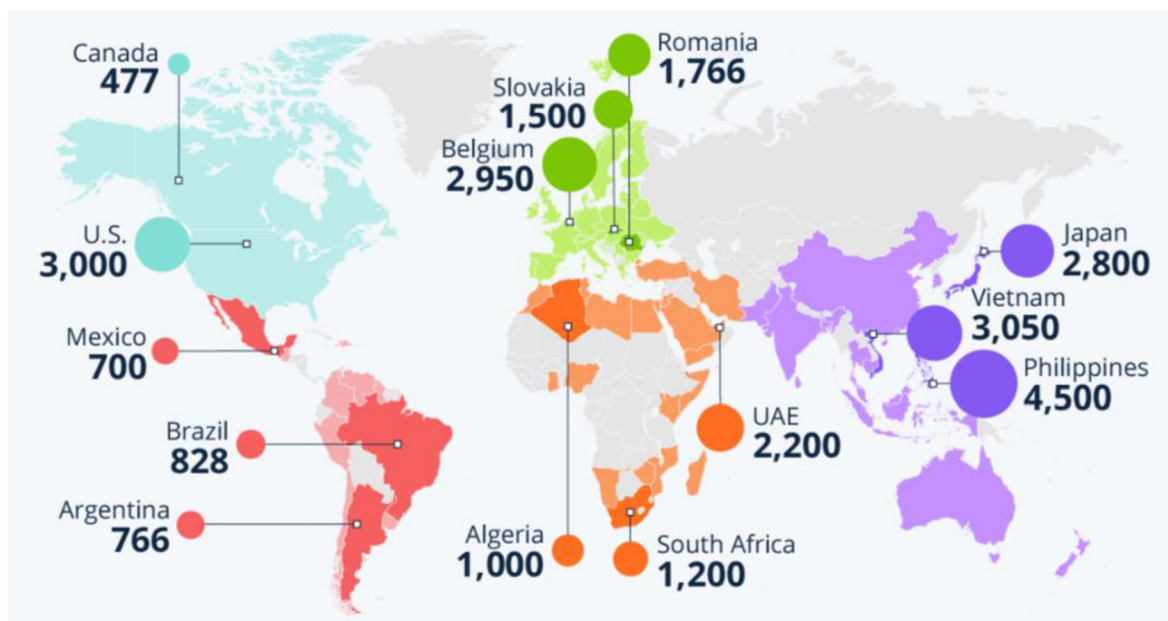 Canada
477
U.S.
3,000
Mexico
700
Brazil
828
Argentina
766
Romania
1,766
Slovakia
1,500
Belgium
2,950
Algeria
1,000
South Africa
1,200
UAE
2,200
Japan
2,800
Vietnam
3,050
Philippines
4,500